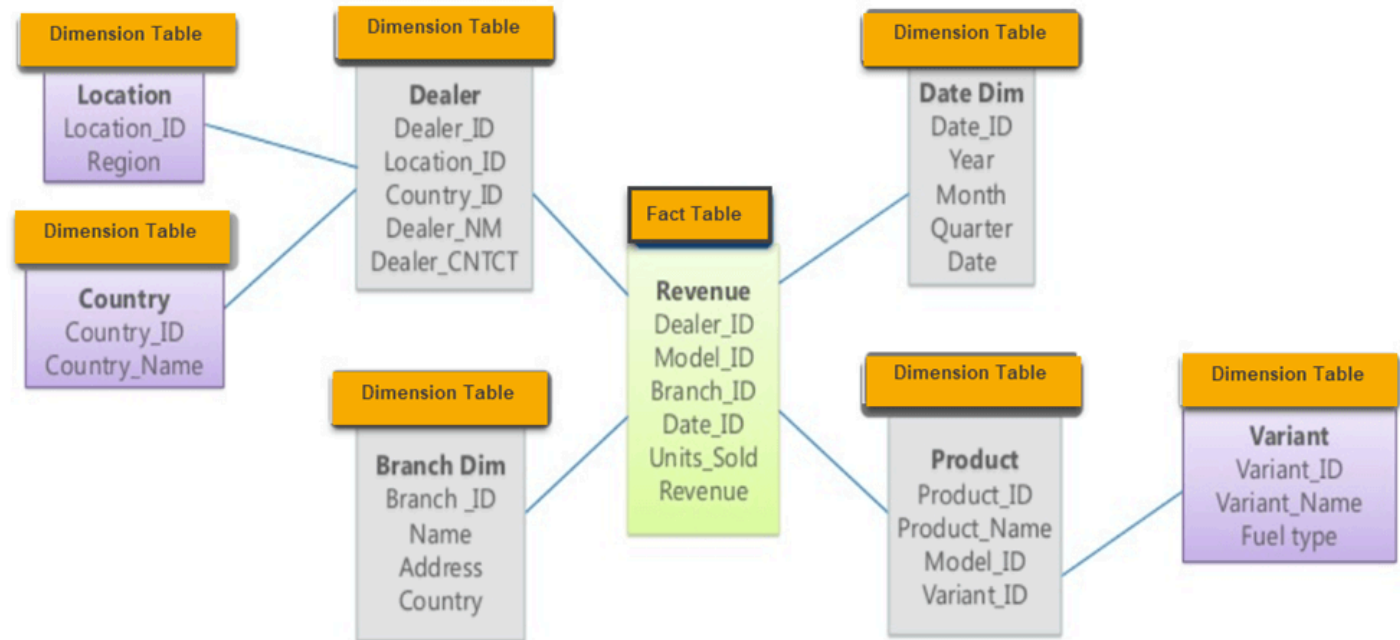 Dimension Table
Location
Location_ID
Region
Dimension Table
Country
Country_ID
Country_Name
Dimension Table
Dealer
Dealer_ID
Location_ID
Country_ID
Dealer_NM
Dealer_CNTCT
Dimension Table
Branch Dim
Branch _ID
Name
Address
Country
Fact Table
Revenue
Dealer_ID
Model_ID
Branch_ID
Date_ID
Units_Sold
Revenue
Dimension Table
Date Dim
Date_ID
Year
Month
Quarter
Date
Dimension Table
Product
Product_ID
Product_Name
Model_ID
Variant_ID
Dimension Table
Variant
Variant_ID
Variant_Name
Fuel type